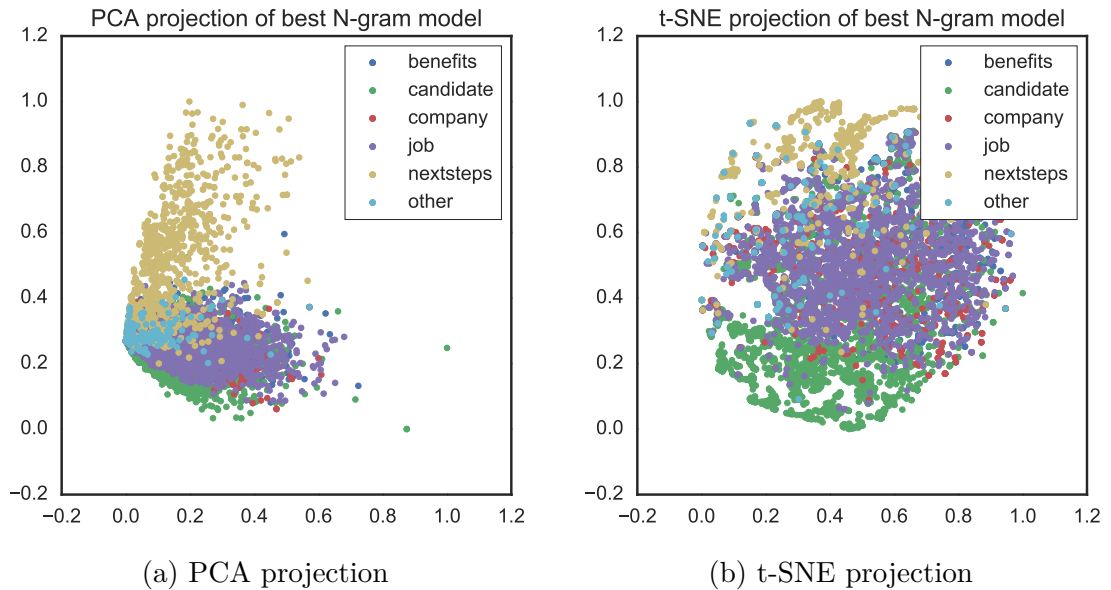 PCA projection of best N-gram model
1.2
1.0
0.8
0.6
0.4
0.2
0.0
−0.2
−0.2 0.0 0.2 0.4 0.6 0.8 1.0 1.2
benefits
candidate
company
job
nextsteps
other
(a) PCA projection
t-SNE projection of best N-gram model
1.2
1.0
0.8
0.6
0.4
0.2
0.0
−0.2
−0.2 0.0 0.2 0.4 0.6 0.8 1.0 1.2
benefits
candidate
company
job
nextsteps
other
(b) t-SNE projection